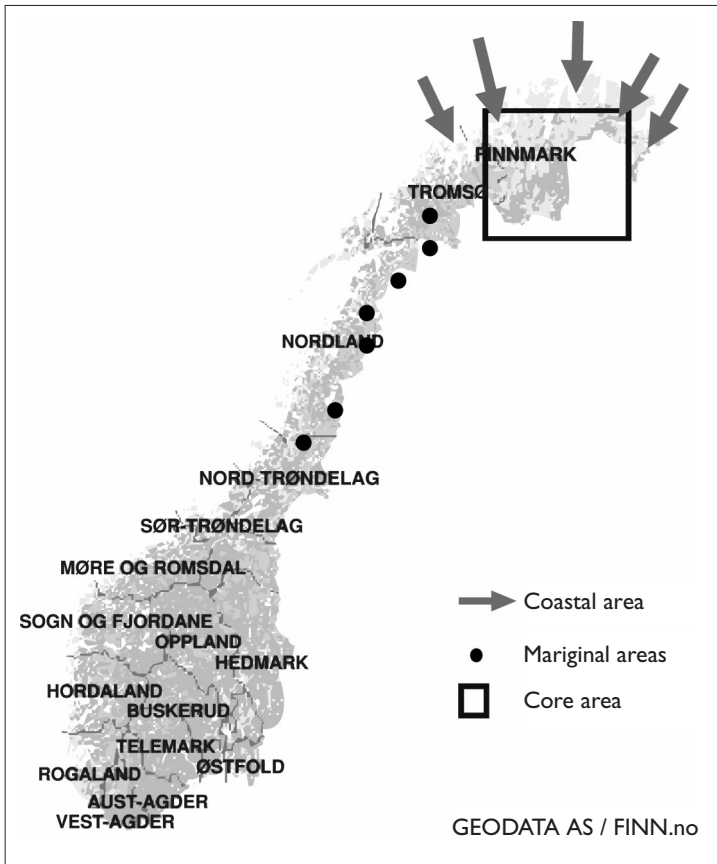 FINNMARK
TROMSØ
NORDLAND
NORD TRØNDELAG
SØR-TRØNDELAG
MØRE OG ROMSDAL
SOGN OG FJORDANE
OPPLAND
HEDMARK
HORDALAND
BUSKERUD
TELEMARK
ØSTFOLD
ROGALAND
AUST-AGDER
VEST-AGDER
Coastal area
Mariginal areas
Core area
GEODATA AS / FINN.no